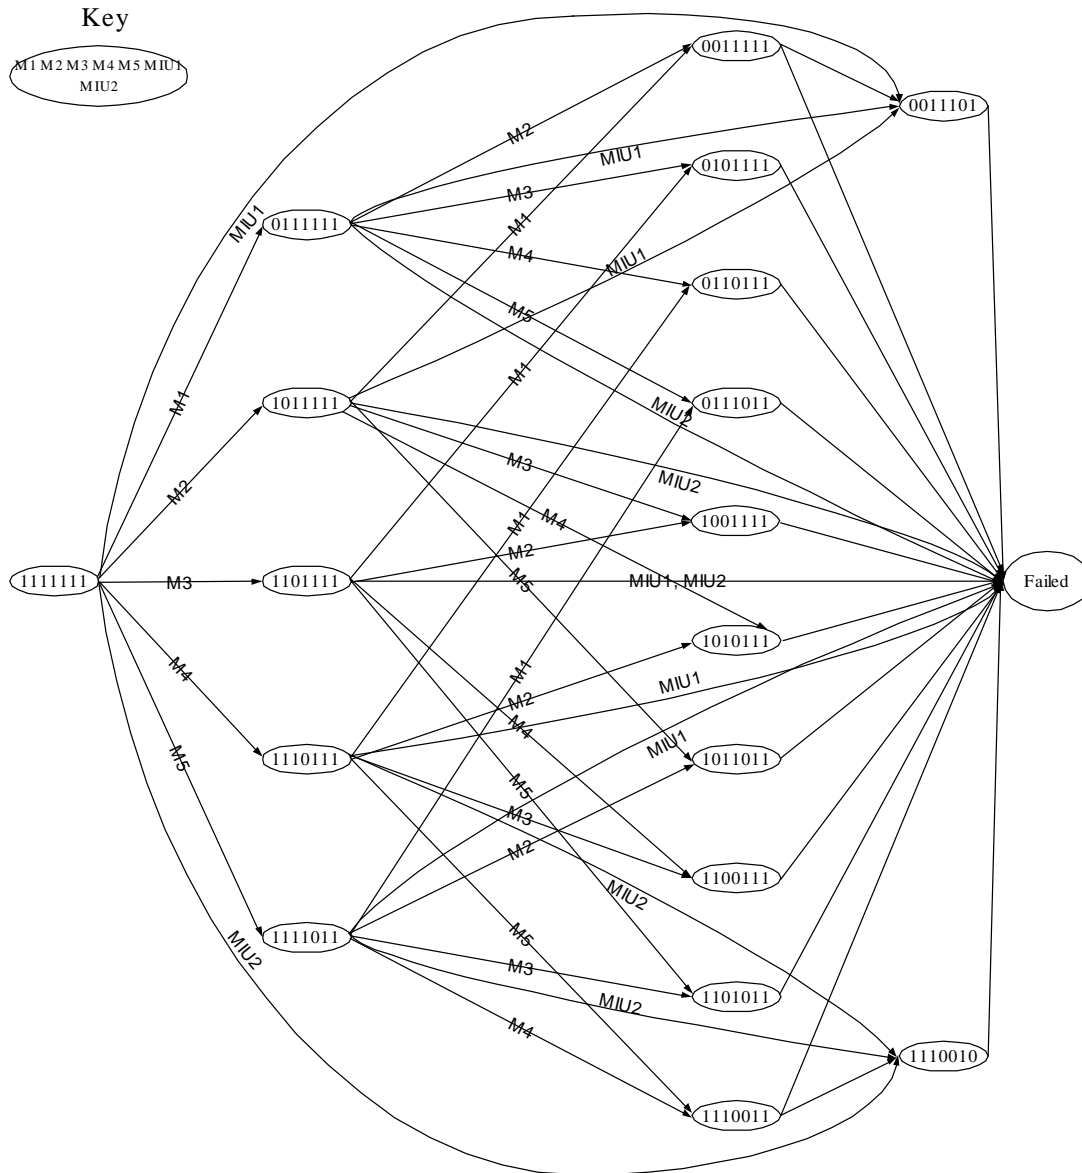 Key
M1 M2 M3 M4 M5 MIU1
MIU2
0011111
0011101
M2
MIU1
0101111
M3
MIU1
M1
0111111
M4
MIU1
0110111
M5
M1
M1
0111011
MIU2
1011111
M3
MIU2
M2
M4
M1
1001111
M2
1111111
M3
1101111
M5
MIU1, MIU2
Failed
1010111
M4
M1
MIU1
M2
MIU1
M4
1011011
M5
1110111
M5
M3
M2
1100111
MIU2
MIU2
1111011
M5
M3
1101011
MIU2
M4
1110010
1110011